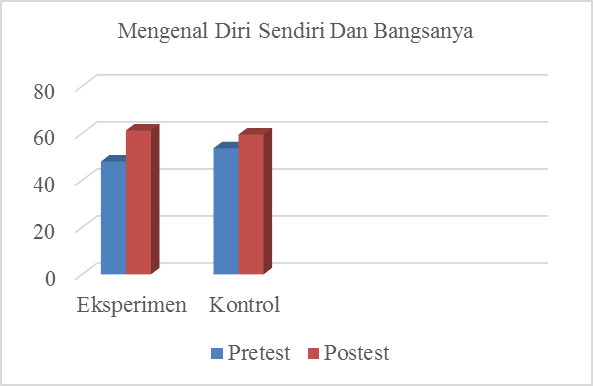 Mengenal Diri Sendiri Dan Bangsanya
80
60
40
20
0
Eksperimen Kontrol
Pretest Postest